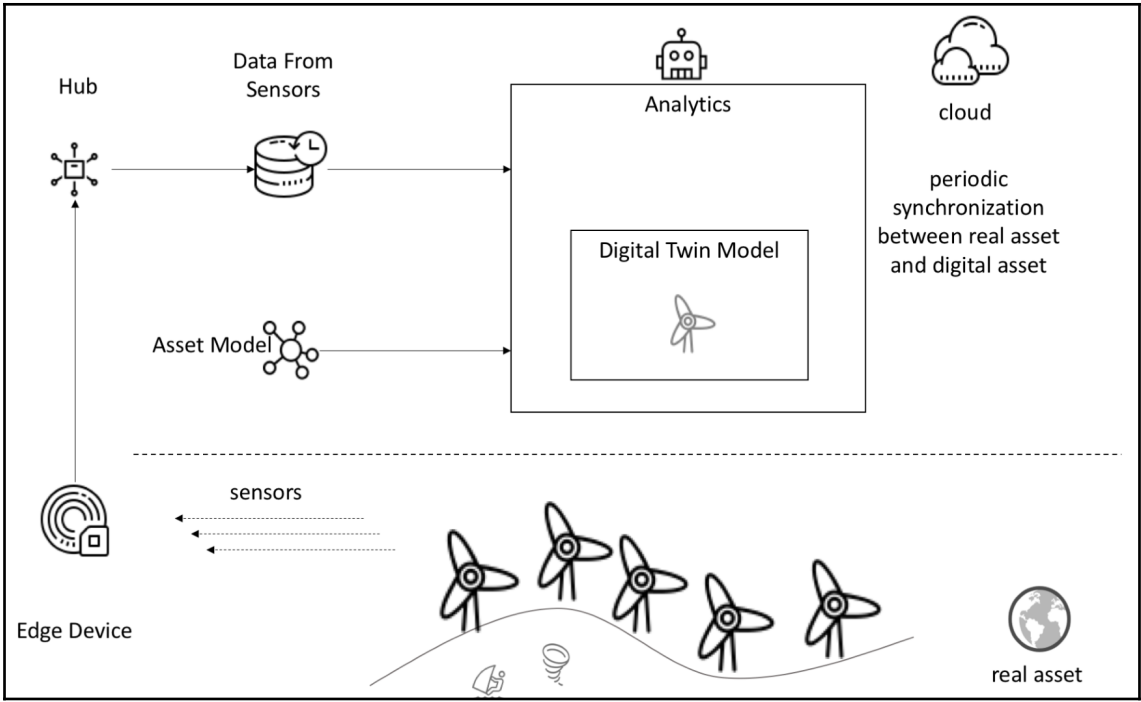 Hub
Data From
Sensors
Analytics
cloud
periodic
synchronization
between real asset
and digital asset
Digital Twin Model
Asset Model
sensors
Edge Device
real asset